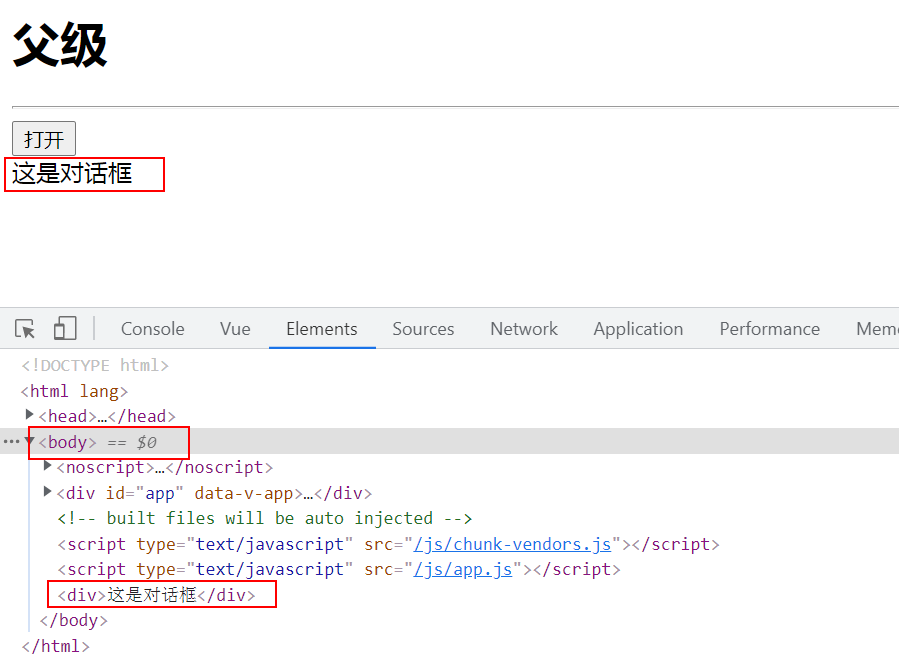 父级
打开
这是对话框
Console Vue Elements Sources Network Application Performance Mem
<!DOCTYPE html>
<html lang>
<head>…</head>
<body> == $0
<noscript>…</noscript>
<div id="app" data-v-app>…</div>
<!-- built files will be auto injected -->
<script type="text/javascript" src="/js/chunk-vendors.js"></script>
<script type="text/javascript" src="/js/app.js"></script>
<div>这是对话框</div>
</body>
</html>